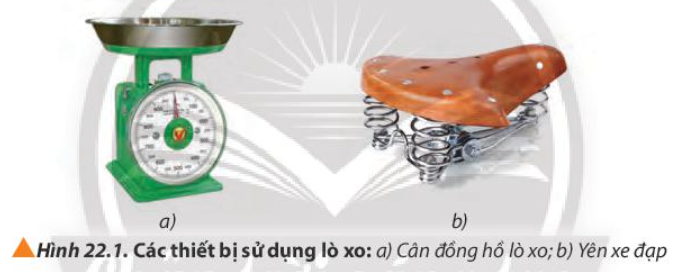 a)
b)
Hình 22.1. Các thiết bị sử dụng lò xo: a) Cân đồng hồ lò xo; b) Yên xe đạp